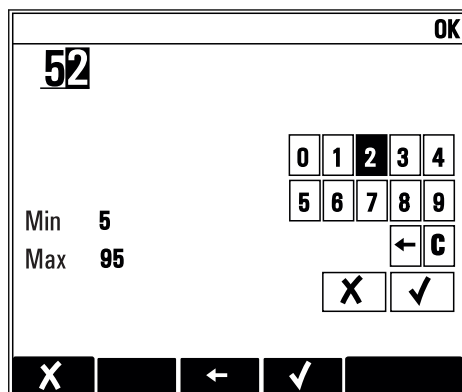 OK
52
0 1 2 3 4
5 6 7 8 9
Min 5
← C
Max 95
X ✓
X ← ✓